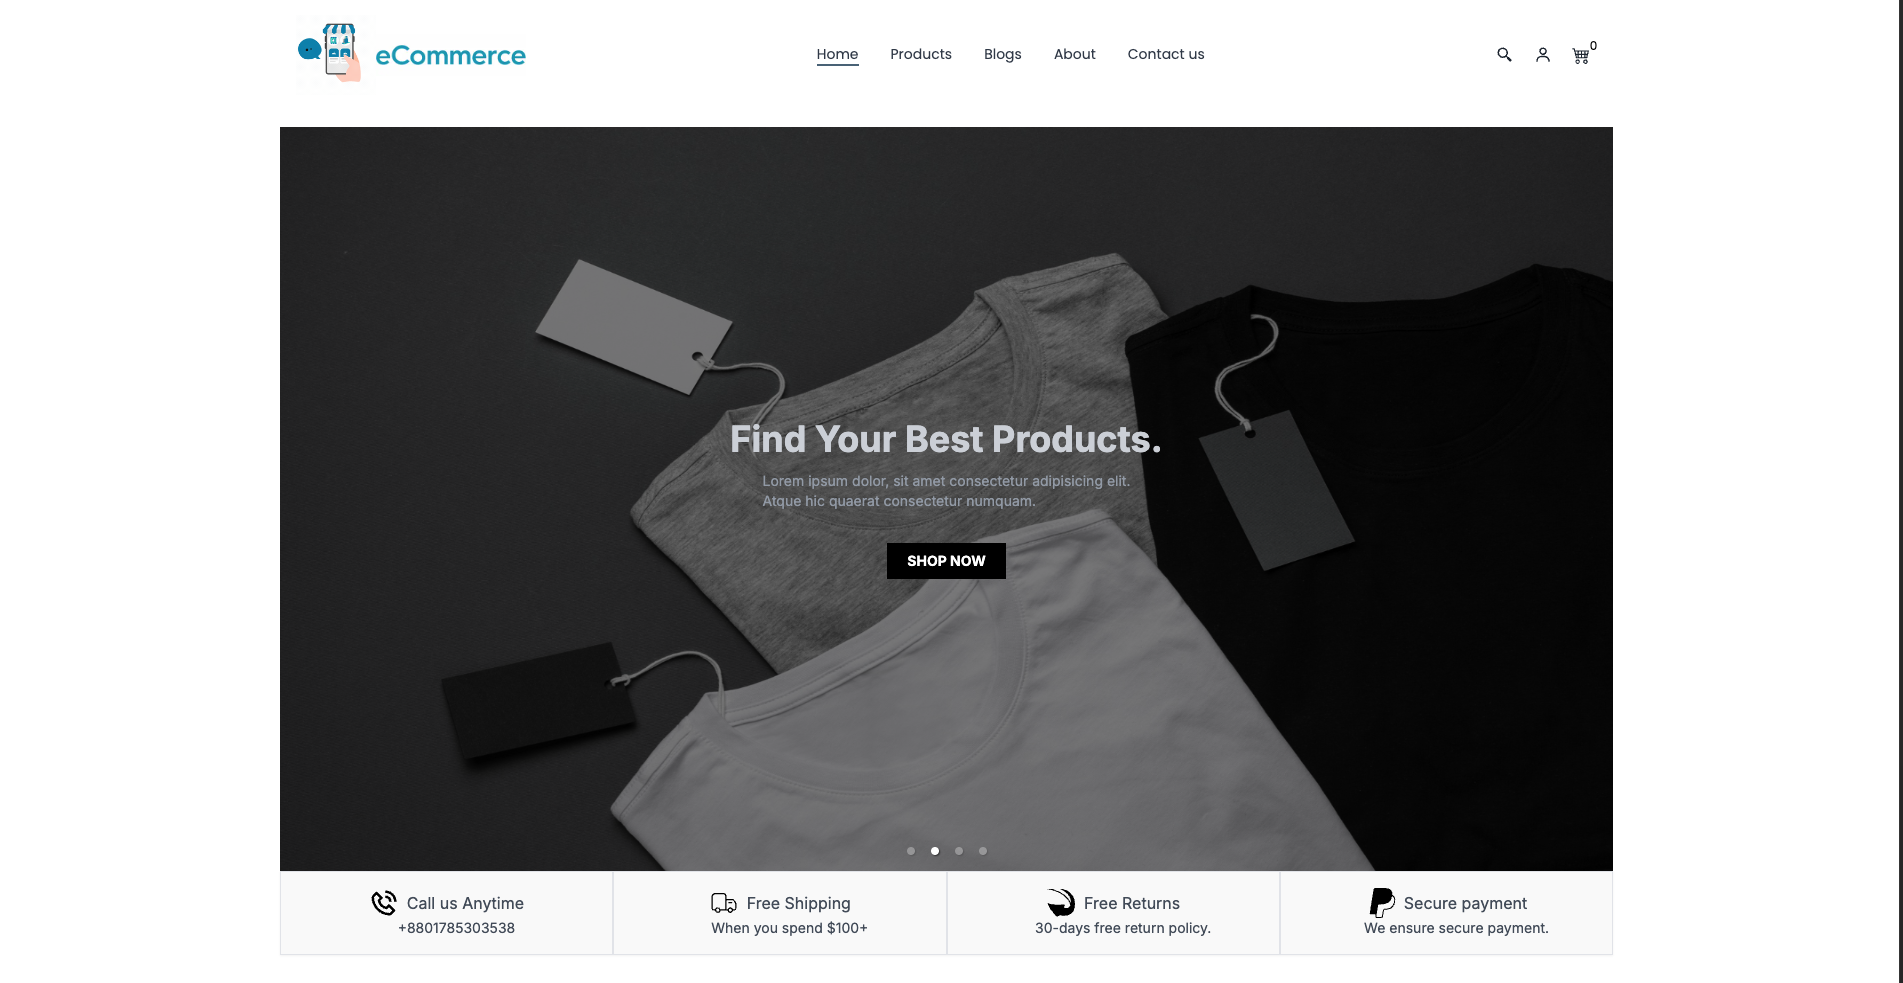 eCommerce
Home Products Blogs About Contact us
0
Find Your Best Products.
Lorem ipsum dolor, sit amet consectetur adipisicing elit.
Atque hic quaerat consectetur numquam.
SHOP NOW
Call us Anytime
+8801785303538
Free Shipping
When you spend $100+
Free Returns
30-days free return policy.
Secure payment
We ensure secure payment.